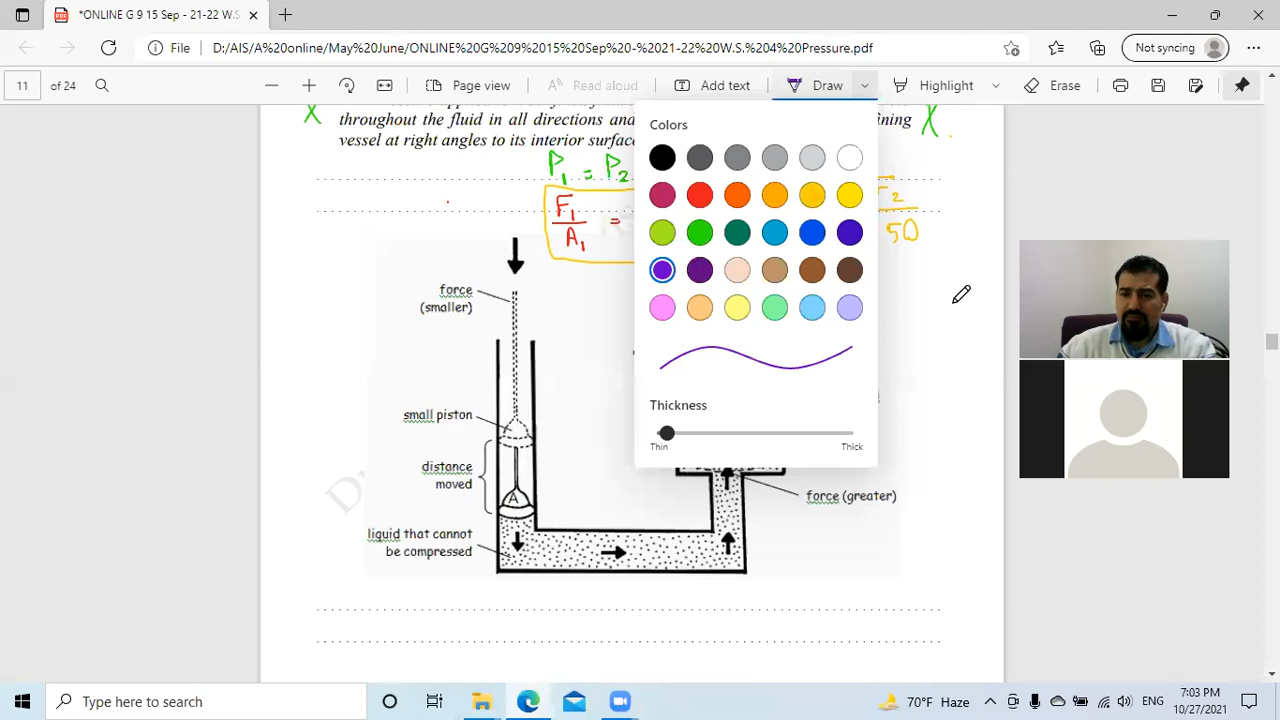 *ONLINE G 9 15 Sep - 21-22 W.S
File
D:/AIS/A%20online/May%20June/ONLINE%20G%209%2015%20Sep%20-%2021-22%20W.S.%204%20Pressure.pdf
Not syncing
11 of 24
Page view
Read aloud
Add text
Draw
Highlight
Erase
Colors
throughout the fluid in all directions and
vessel at right angles to its interior surfac
P1 = P2
F1
A1
=
2
50
force
(smaller)
small piston
distance
moved
A
liquid that cannot
be compressed
force (greater)
Thickness
Thin
Thick
Type here to search
70°F Haze
ENG
7:03 PM
10/27/2021